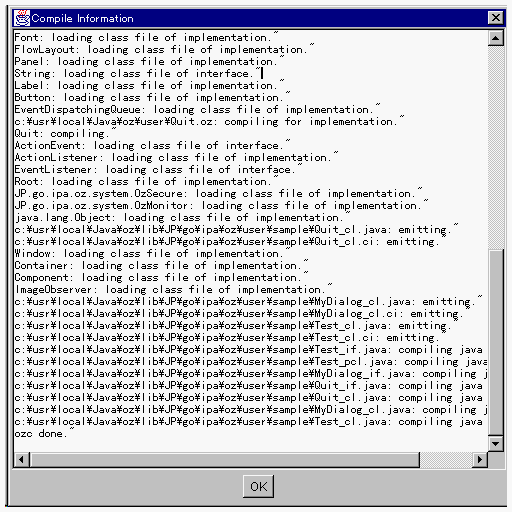 Compile Information
Font: loading class file of implementation.~
FlowLayout: loading class file of implementation.~
Panel: loading class file of implementation.~
String: loading class file of interface.~
Label: loading class file of implementation.~
Button: loading class file of implementation.~
EventDispatchingQueue: loading class file of implementation.~
c:¥usr¥local¥Java¥oz¥user¥Quit.oz: compiling for implementation.~
Quit: compiling.~
ActionEvent: loading class file of interface.~
ActionListener: loading class file of implementation.~
EventListener: loading class file of interface.~
Root: loading class file of implementation.~
JP.go.ipa.oz.system.OzSecure: loading class file of implementation.~
JP.go.ipa.oz.system.OzMonitor: loading class file of implementation.~
java.lang.Object: loading class file of implementation.~
c:¥usr¥local¥Java¥oz¥lib¥JP¥go¥ipa¥oz¥user¥sample¥Quit_cl.java: emitting.~
c:¥usr¥local¥Java¥oz¥lib¥JP¥go¥ipa¥oz¥user¥sample¥Quit_cl.ci: emitting.~
Window: loading class file of implementation.~
Container: loading class file of implementation.~
Component: loading class file of implementation.~
ImageObserver: loading class file of implementation.~
c:¥usr¥local¥Java¥oz¥lib¥JP¥go¥ipa¥oz¥user¥sample¥MyDialog_cl.java: emitting.~
c:¥usr¥local¥Java¥oz¥lib¥JP¥go¥ipa¥oz¥user¥sample¥MyDialog_cl.ci: emitting.~
c:¥usr¥local¥Java¥oz¥lib¥JP¥go¥ipa¥oz¥user¥sample¥Test_cl.java: emitting.~
c:¥usr¥local¥Java¥oz¥lib¥JP¥go¥ipa¥oz¥user¥sample¥Test_cl.ci: emitting.~
c:¥usr¥local¥Java¥oz¥lib¥JP¥go¥ipa¥oz¥user¥sample¥Test_if.java: compiling java
c:¥usr¥local¥Java¥oz¥lib¥JP¥go¥ipa¥oz¥user¥sample¥Test_pcl.java: compiling java
c:¥usr¥local¥Java¥oz¥lib¥JP¥go¥ipa¥oz¥user¥sample¥MyDialog_if.java: compiling j
c:¥usr¥local¥Java¥oz¥lib¥JP¥go¥ipa¥oz¥user¥sample¥Quit_if.java: compiling java
c:¥usr¥local¥Java¥oz¥lib¥JP¥go¥ipa¥oz¥user¥sample¥Quit_cl.java: compiling java
c:¥usr¥local¥Java¥oz¥lib¥JP¥go¥ipa¥oz¥user¥sample¥MyDialog_cl.java: compiling j
c:¥usr¥local¥Java¥oz¥lib¥JP¥go¥ipa¥oz¥user¥sample¥Test_cl.java: compiling java
ozc done.~
OK